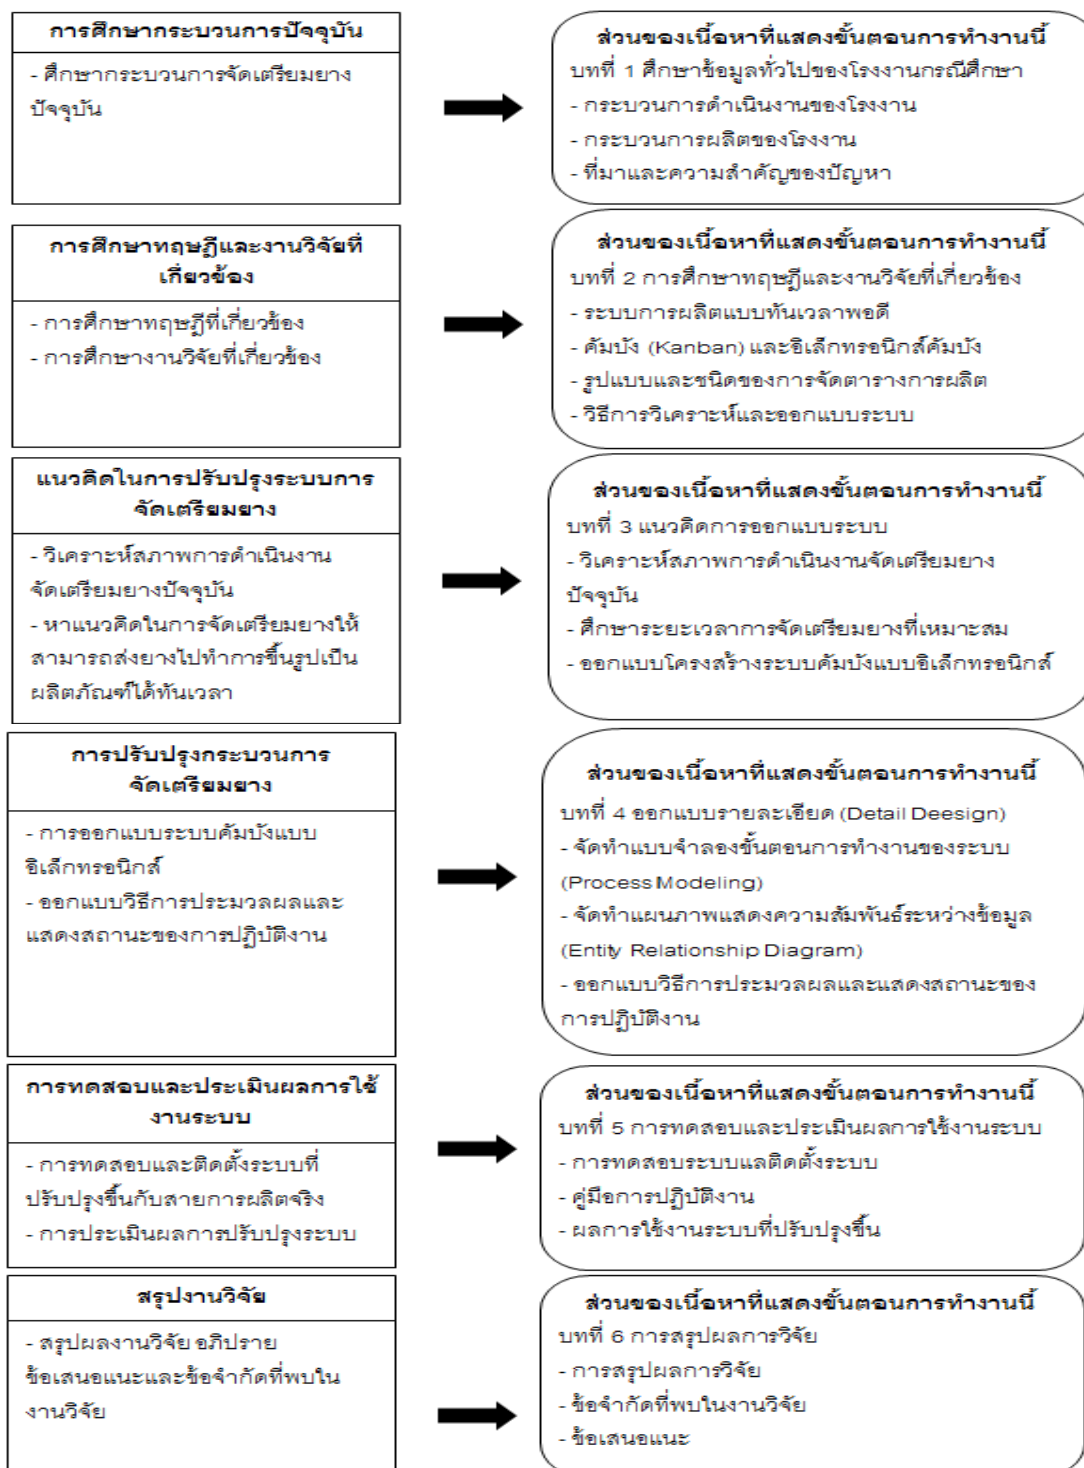 การศึกษากระบวนการปัจจุบัน
- ศึกษากระบวนการจัดเตรียมยาง
ปัจจุบัน
ส่วนของเนื้อหาที่แสดงขั้นตอนการทำงานนี้
บทที่ 1 ศึกษาข้อมูลทั่วไปของโรงงานกรณีศึกษา
- กระบวนการดำเนินงานของโรงงาน
- กระบวนการผลิตของโรงงาน
- ที่มาและความสำคัญของปัญหา
การศึกษาทฤษฎีและงานวิจัยที่
เกี่ยวข้อง
- การศึกษาทฤษฎีที่เกี่ยวข้อง
- การศึกษางานวิจัยที่เกี่ยวข้อง
ส่วนของเนื้อหาที่แสดงขั้นตอนการทำงานนี้
บทที่ 2 การศึกษาทฤษฎีและงานวิจัยที่เกี่ยวข้อง
- ระบบการผลิตแบบทันเวลาพอดี
- คัมบัง (Kanban) และอิเล็กทรอนิกส์คัมบัง
- รูปแบบและชนิดของการจัดตารางการผลิต
- วิธีการวิเคราะห์และออกแบบระบบ
แนวคิดในการปรับปรุงระบบการ
จัดเตรียมยาง
- วิเคราะห์สภาพการดำเนินงาน
จัดเตรียมยางปัจจุบัน
- หาแนวคิดในการจัดเตรียมยางให้
สามารถส่งยางไปทำการขึ้นรูปเป็น
ผลิตภัณฑ์ได้ทันเวลา
ส่วนของเนื้อหาที่แสดงขั้นตอนการทำงานนี้
บทที่ 3 แนวคิดการออกแบบระบบ
- วิเคราะห์สภาพการดำเนินงานจัดเตรียมยาง
ปัจจุบัน
- ศึกษาระยะเวลาการจัดเตรียมยางที่เหมาะสม
- ออกแบบโครงสร้างระบบคัมบังแบบอิเล็กทรอนิกส์
การปรับปรุงกระบวนการ
จัดเตรียมยาง
- การออกแบบระบบคัมบังแบบ
อิเล็กทรอนิกส์
- ออกแบบวิธีการประมวลผลและ
แสดงสถานะของการปฏิบัติงาน
ส่วนของเนื้อหาที่แสดงขั้นตอนการทำงานนี้
บทที่ 4 ออกแบบรายละเอียด (Detail Deesign)
- จัดทำแบบจำลองขั้นตอนการทำงานของระบบ
(Process Modeling)
- จัดทำแผนภาพแสดงความสัมพันธ์ระหว่างข้อมูล
(Entity Relationship Diagram)
- ออกแบบวิธีการประมวลผลและแสดงสถานะของ
การปฏิบัติงาน
การทดสอบและประเมินผลการใช้
งานระบบ
- การทดสอบและติดตั้งระบบที่
ปรับปรุงขึ้นกับสายการผลิตจริง
- การประเมินผลการปรับปรุงระบบ
ส่วนของเนื้อหาที่แสดงขั้นตอนการทำงานนี้
บทที่ 5 การทดสอบและประเมินผลการใช้งานระบบ
- การทดสอบระบบแลติดตั้งระบบ
- คู่มือการปฏิบัติงาน
- ผลการใช้งานระบบที่ปรับปรุงขึ้น
สรุปงานวิจัย
- สรุปผลงานวิจัย อภิปราย
ข้อเสนอแนะและข้อจำกัดที่พบใน
งานวิจัย
ส่วนของเนื้อหาที่แสดงขั้นตอนการทำงานนี้
บทที่ 6 การสรุปผลการวิจัย
- การสรุปผลการวิจัย
- ข้อจำกัดที่พบในงานวิจัย
- ข้อเสนอแนะ